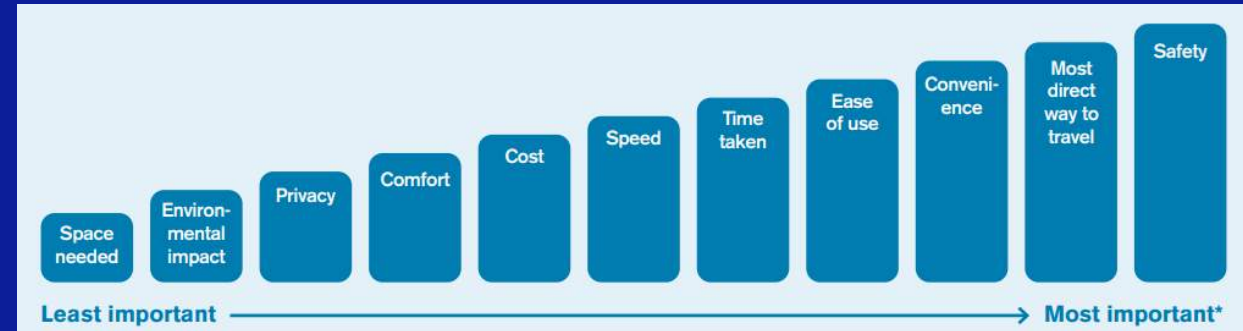 Space
needed
Environ-
mental
impact
Privacy
Comfort
Cost
Speed
Time
taken
Ease
of use
Conveni-
ence
Most
direct
way to
travel
Safety
Least important
Most important*